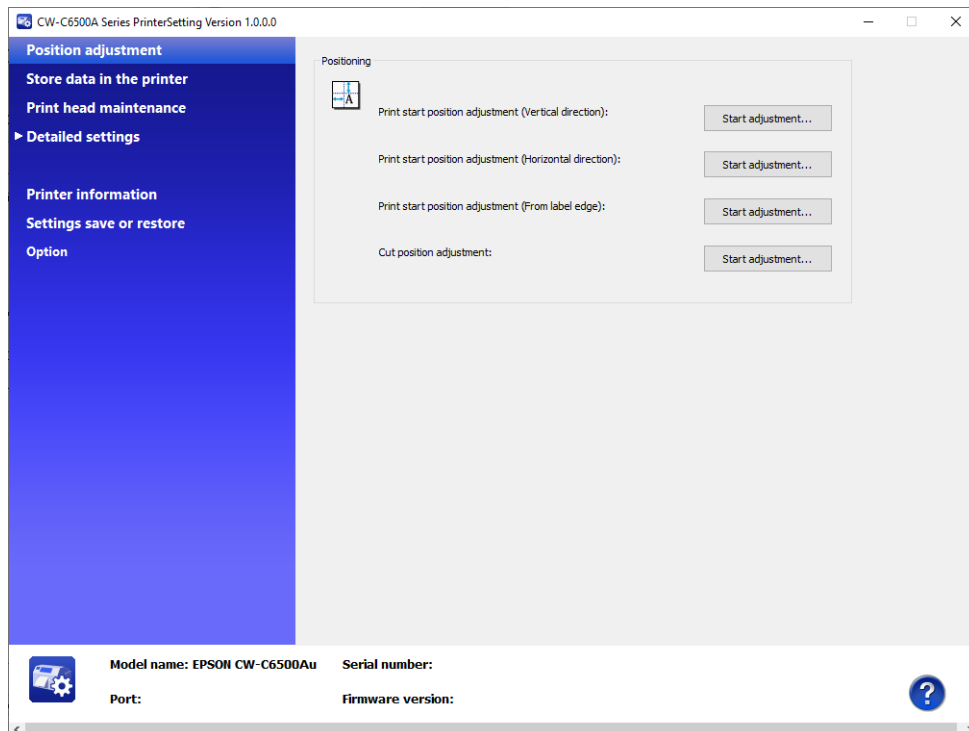 CW-C6500A Series PrinterSetting Version 1.0.0.0
Position adjustment
Store data in the printer
Print head maintenance
Detailed settings
Printer information
Settings save or restore
Option
Positioning
A
Print start position adjustment (Vertical direction):
Start adjustment...
Print start position adjustment (Horizontal direction):
Start adjustment...
Print start position adjustment (From label edge):
Start adjustment...
Cut position adjustment:
Start adjustment...
Model name: EPSON CW-C6500Au
Serial number:
Port:
Firmware version:
?